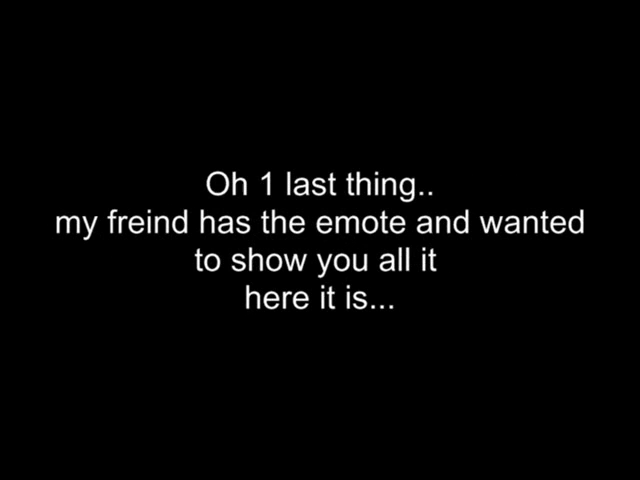 Oh 1 last thing..
my freind has the emote and wanted
to show you all it
here it is...